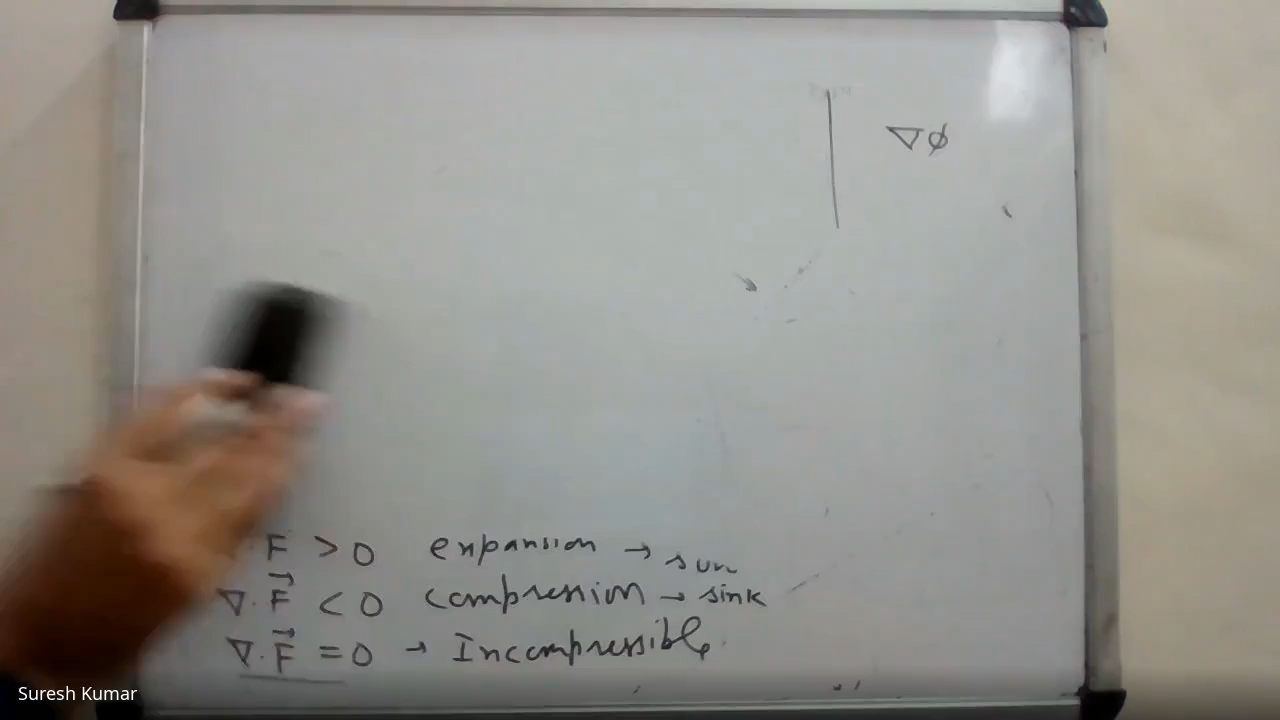 ∇φ
. F > 0 expansion → sun
∇.F⃗ < 0 compression → sink
∇.F⃗ = 0 → Incompressible
Suresh Kumar